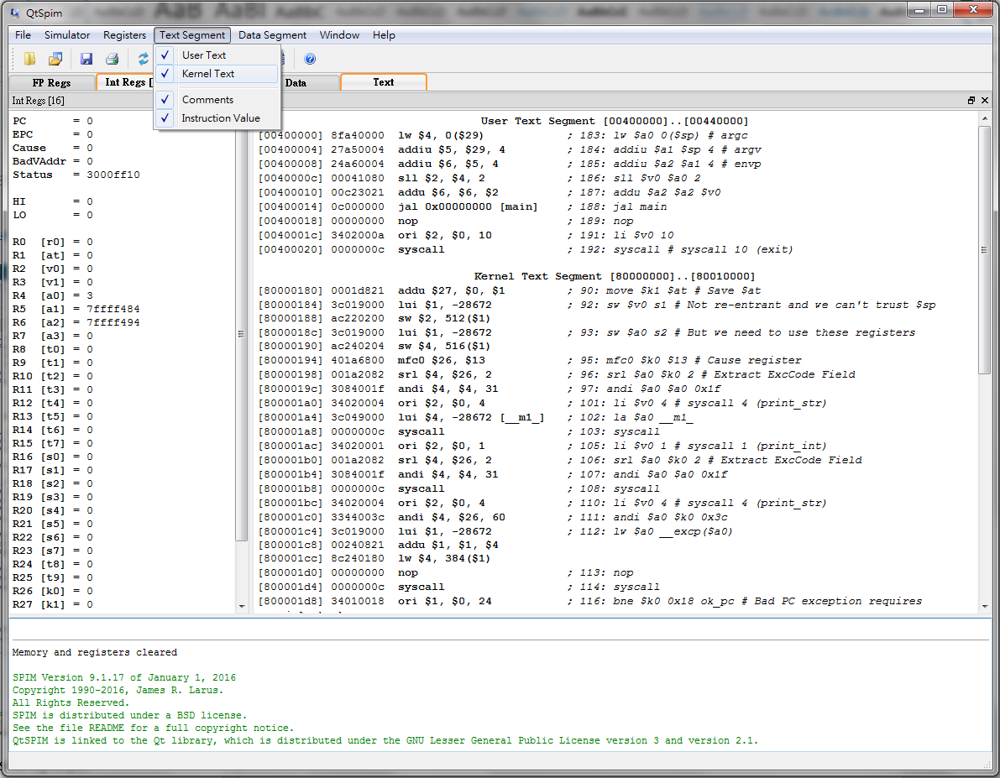 QtSpim
File Simulator Registers Text Segment Data Segment Window Help
User Text
Kernel Text
Comments
Instruction Value
FP Regs Int Regs [ Data Text
Int Regs [16]
PC = 0
EPC = 0
Cause = 0
BadVAddr = 0
Status = 3000ff10
HI = 0
LO = 0
R0 [r0] = 0
R1 [at] = 0
R2 [v0] = 0
R3 [v1] = 0
R4 [a0] = 3
R5 [a1] = 7ffff484
R6 [a2] = 7ffff494
R7 [a3] = 0
R8 [t0] = 0
R9 [t1] = 0
R10 [t2] = 0
R11 [t3] = 0
R12 [t4] = 0
R13 [t5] = 0
R14 [t6] = 0
R15 [t7] = 0
R16 [s0] = 0
R17 [s1] = 0
R18 [s2] = 0
R19 [s3] = 0
R20 [s4] = 0
R21 [s5] = 0
R22 [s6] = 0
R23 [s7] = 0
R24 [t8] = 0
R25 [t9] = 0
R26 [k0] = 0
R27 [k1] = 0
User Text Segment [00400000]..[00440000]
[00400000] 8fa40000 lw $4, 0($29) ; 183: lw $a0 0($sp) # argc
[00400004] 27a50004 addiu $5, $29, 4 ; 184: addiu $a1 $sp 4 # argv
[00400008] 24a60004 addiu $6, $5, 4 ; 185: addiu $a2 $a1 4 # envp
[0040000c] 00041080 sll $2, $4, 2 ; 186: sll $v0 $a0 2
[00400010] 00c23021 addu $6, $6, $2 ; 187: addu $a2 $a2 $v0
[00400014] 0c000000 jal 0x00000000 [main] ; 188: jal main
[00400018] 00000000 nop ; 189: nop
[0040001c] 3402000a ori $2, $0, 10 ; 191: li $v0 10
[00400020] 0000000c syscall ; 192: syscall # syscall 10 (exit)
Kernel Text Segment [80000000]..[80010000]
[80000180] 0001d821 addu $27, $0, $1 ; 90: move $k1 $at # Save $at
[80000184] 3c019000 lui $1, -28672 ; 92: sw $v0 s1 # Not re-entrant and we can't trust $sp
[80000188] ac220200 sw $2, 512($1)
[8000018c] 3c019000 lui $1, -28672 ; 93: sw $a0 s2 # But we need to use these registers
[80000190] ac240204 sw $4, 516($1)
[80000194] 401a6800 mfc0 $26, $13 ; 95: mfc0 $k0 $13 # Cause register
[80000198] 001a2082 srl $4, $26, 2 ; 96: srl $a0 $k0 2 # Extract ExcCode Field
[8000019c] 3084001f andi $4, $4, 31 ; 97: andi $a0 $a0 0x1f
[800001a0] 34020004 ori $2, $0, 4 ; 101: li $v0 4 # syscall 4 (print_str)
[800001a4] 3c049000 lui $4, -28672 [__m1_] ; 102: la $a0 __m1_
[800001a8] 0000000c syscall ; 103: syscall
[800001ac] 34020001 ori $2, $0, 1 ; 105: li $v0 1 # syscall 1 (print_int)
[800001b0] 001a2082 srl $4, $26, 2 ; 106: srl $a0 $k0 2 # Extract ExcCode Field
[800001b4] 3084001f andi $4, $4, 31 ; 107: andi $a0 $a0 0x1f
[800001b8] 0000000c syscall ; 108: syscall
[800001bc] 34020004 ori $2, $0, 4 ; 110: li $v0 4 # syscall 4 (print_str)
[800001c0] 3344003c andi $4, $26, 60 ; 111: andi $a0 $k0 0x3c
[800001c4] 3c019000 lui $1, -28672 ; 112: lw $a0 __excp($a0)
[800001c8] 00240821 addu $1, $1, $4
[800001cc] 8c240180 lw $4, 384($1)
[800001d0] 00000000 nop ; 113: nop
[800001d4] 0000000c syscall ; 114: syscall
[800001d8] 34010018 ori $1, $0, 24 ; 116: bne $k0 0x18 ok_pc # Bad PC exception requires
Memory and registers cleared
SPIM Version 9.1.17 of January 1, 2016
Copyright 1990-2016, James R. Larus.
All Rights Reserved.
SPIM is distributed under a BSD license.
See the file README for a full copyright notice.
QtSPIM is linked to the Qt library, which is distributed under the GNU Lesser General Public License version 3 and version 2.1.